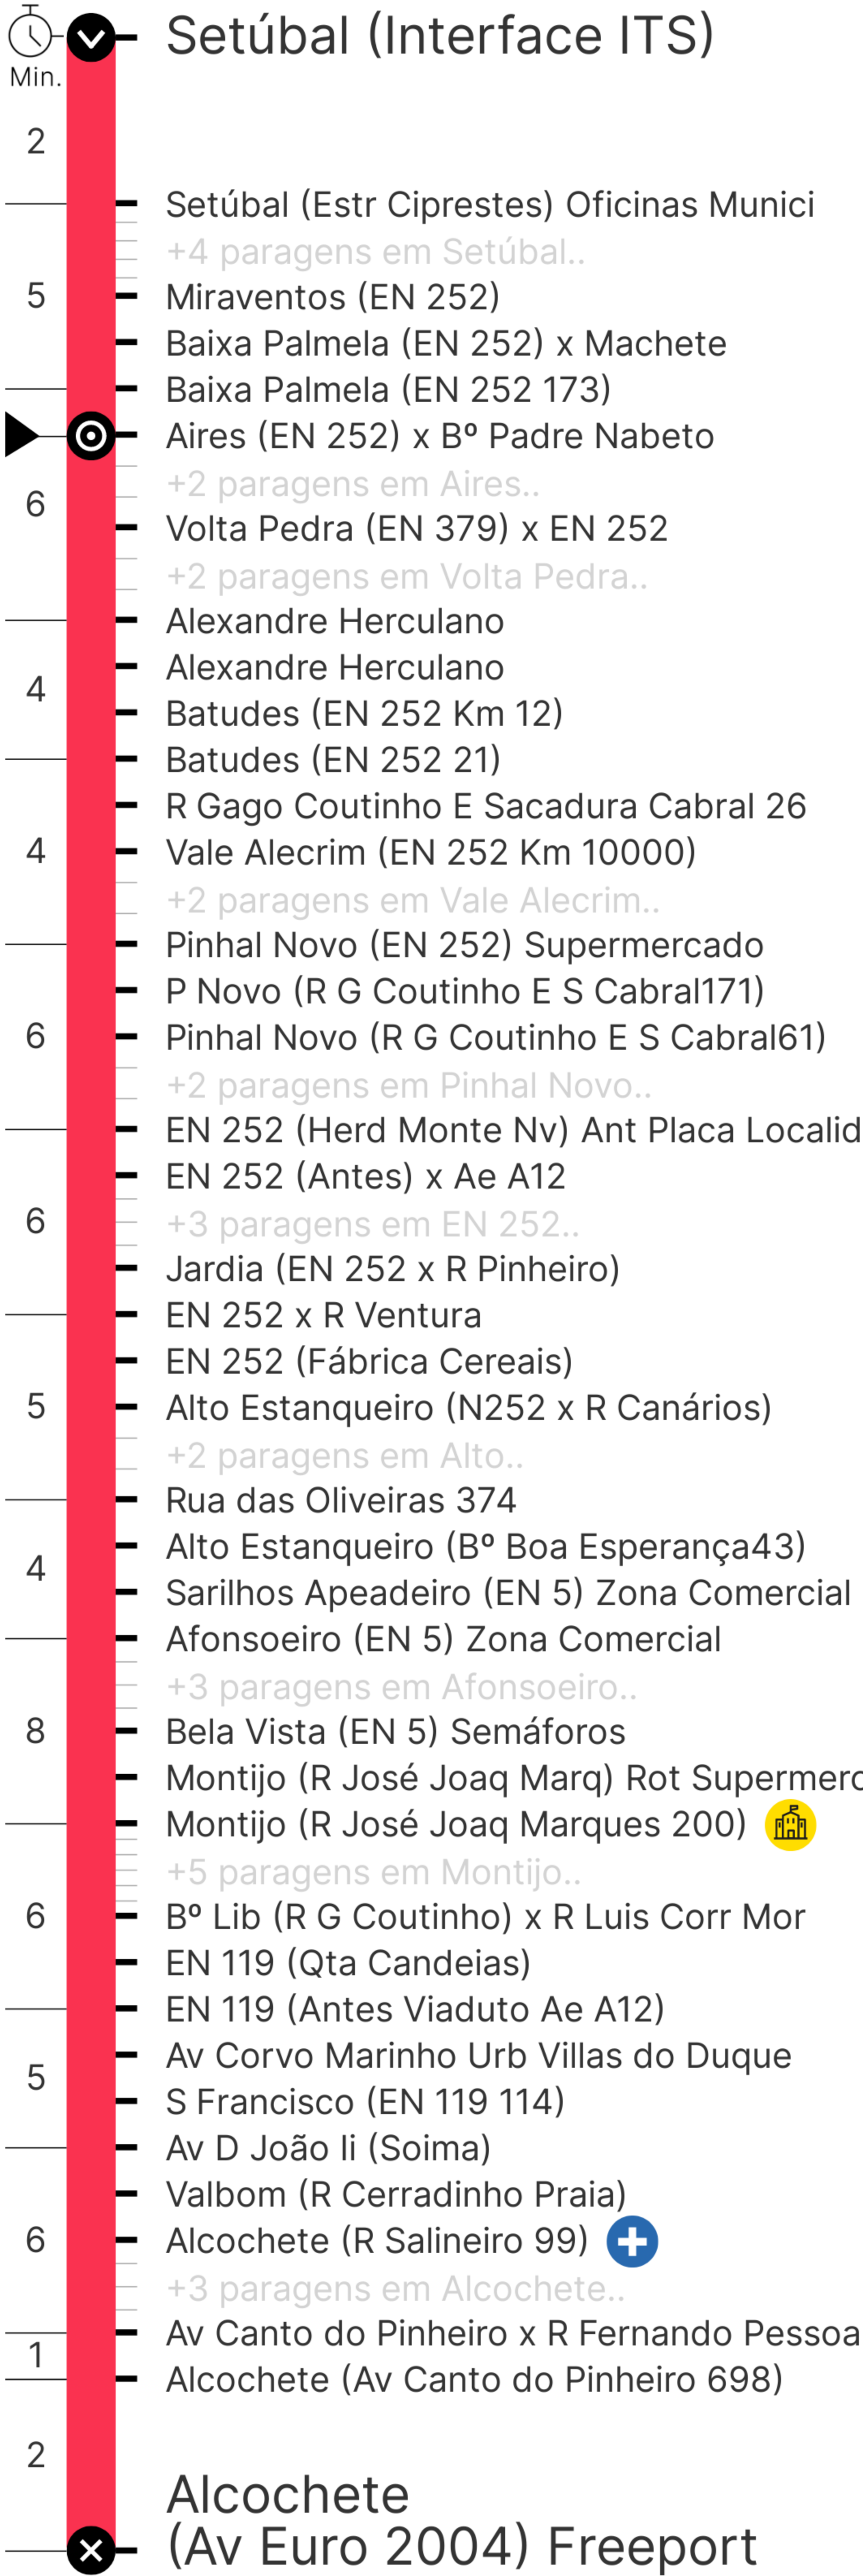 Setúbal (Interface ITS)
Min.
2
Setúbal (Estr Ciprestes) Oficinas Munici
+4 paragens em Setúbal..
5
Miraventos (EN 252)
Baixa Palmela (EN 252) x Machete
Baixa Palmela (EN 252 173)
Aires (EN 252) x Bº Padre Nabeto
+2 paragens em Aires..
6
Volta Pedra (EN 379) x EN 252
+2 paragens em Volta Pedra..
Alexandre Herculano
Alexandre Herculano
4
Batudes (EN 252 Km 12)
Batudes (EN 252 21)
R Gago Coutinho E Sacadura Cabral 26
4
Vale Alecrim (EN 252 Km 10000)
+2 paragens em Vale Alecrim..
Pinhal Novo (EN 252) Supermercado
P Novo (R G Coutinho E S Cabral171)
6
Pinhal Novo (R G Coutinho E S Cabral61)
+2 paragens em Pinhal Novo..
EN 252 (Herd Monte Nv) Ant Placa Localid
EN 252 (Antes) x Ae A12
6
+3 paragens em EN 252..
Jardia (EN 252 x R Pinheiro)
EN 252 x R Ventura
EN 252 (Fábrica Cereais)
5
Alto Estanqueiro (N252 x R Canários)
+2 paragens em Alto..
Rua das Oliveiras 374
Alto Estanqueiro (Bº Boa Esperança43)
4
Sarilhos Apeadeiro (EN 5) Zona Comercial
Afonsoeiro (EN 5) Zona Comercial
+3 paragens em Afonsoeiro..
8
Bela Vista (EN 5) Semáforos
Montijo (R José Joaq Marq) Rot Supermerc
Montijo (R José Joaq Marques 200)
+5 paragens em Montijo..
6
Bº Lib (R G Coutinho) x R Luis Corr Mor
EN 119 (Qta Candeias)
EN 119 (Antes Viaduto Ae A12)
Av Corvo Marinho Urb Villas do Duque
5
S Francisco (EN 119 114)
Av D João Ii (Soima)
Valbom (R Cerradinho Praia)
6
Alcochete (R Salineiro 99)
+3 paragens em Alcochete..
Av Canto do Pinheiro x R Fernando Pessoa
1
Alcochete (Av Canto do Pinheiro 698)
2
Alcochete
(Av Euro 2004) Freeport